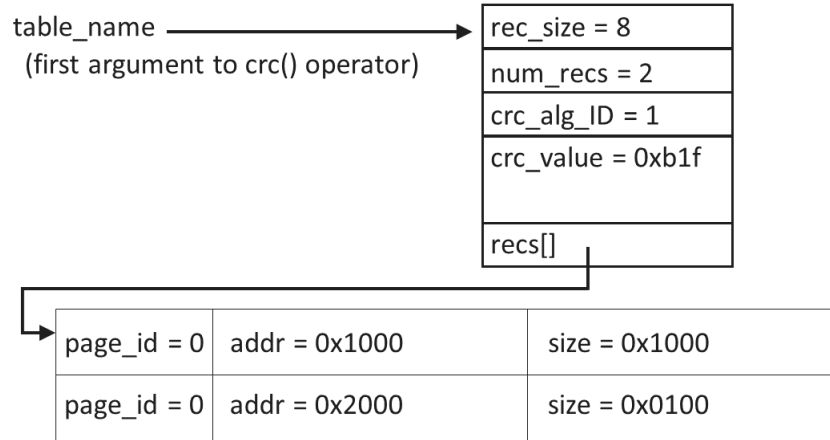 table_name
(first argument to crc() operator)
rec_size = 8
num_recs = 2
crc_alg_ID = 1
crc_value = 0xb1f
recs[]
page_id = 0 addr = 0x1000 size = 0x1000
page_id = 0 addr = 0x2000 size = 0x0100